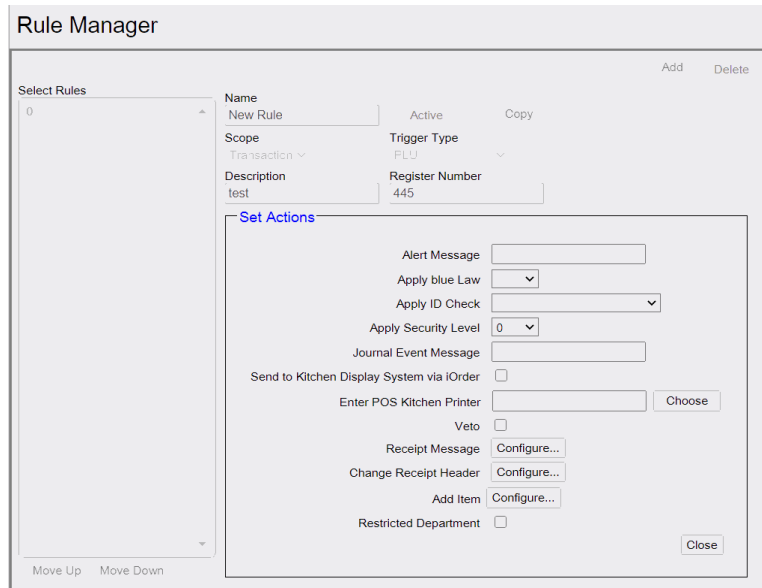 Rule Manager
Add
Delete
Select Rules
0
Name
New Rule
Active
Copy
Scope
Trigger Type
Transaction
PLU
Description
Register Number
test
445
Set Actions
Alert Message
Apply blue Law
Apply ID Check
Apply Security Level
0
Journal Event Message
Send to Kitchen Display System via iOrder
Enter POS Kitchen Printer
Choose
Veto
Receipt Message
Configure...
Change Receipt Header
Configure...
Add Item
Configure...
Restricted Department
Close
Move Up
Move Down